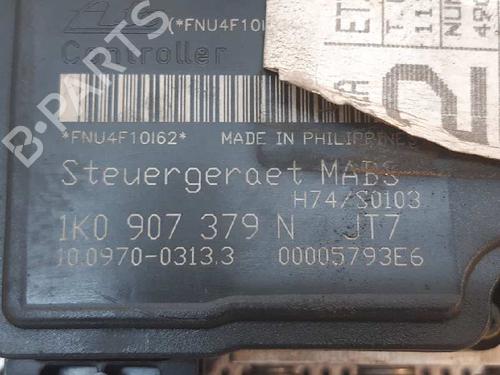 (*FNU4F10I
Controller
*FNU4F10I62* MADE IN PHILIPPINES
Steuergeraet MABS
H74/S0103
1K0 907 379 N JT7
10.0970-0313.3 00005793E6
B-PARTS
2